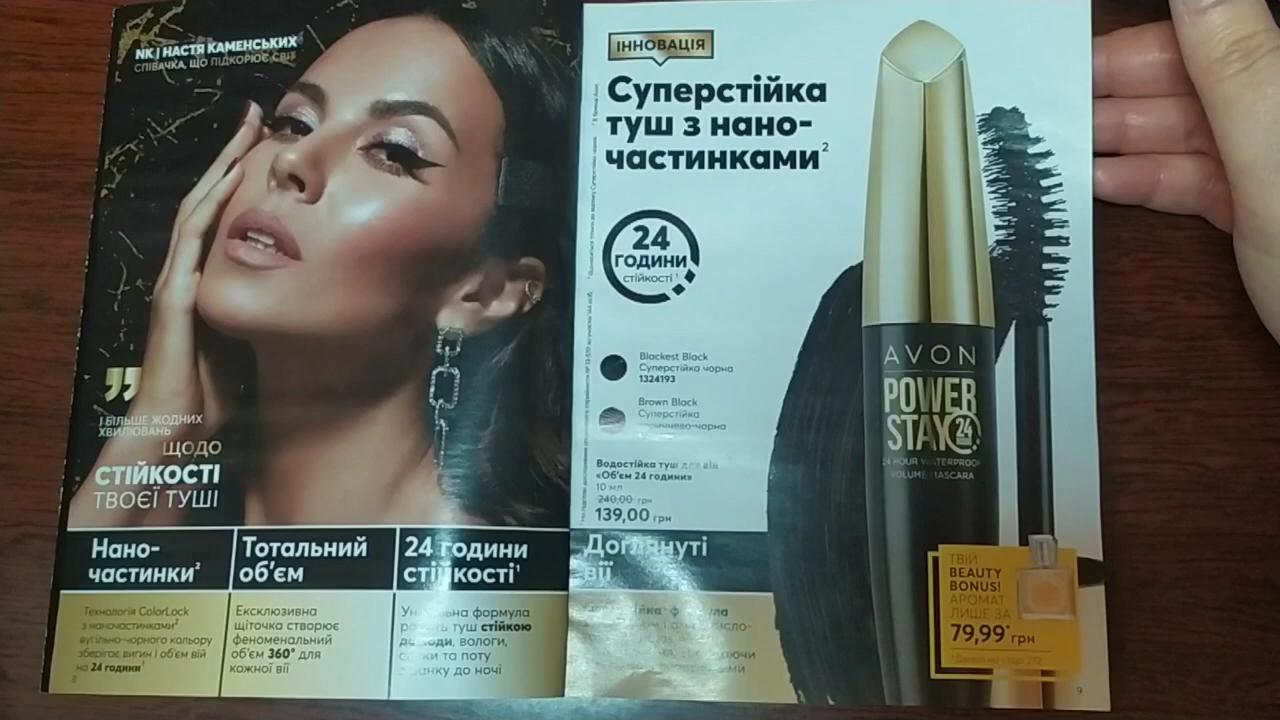 NK | НАСТЯ КАМЕНСЬКИХ
СПІВАЧКА, ЩО ПІДКОРЮЄ СВІТ
І БІЛЬШЕ ЖОДНИХ
ХВИЛЮВАНЬ
ЩОДО
СТІЙКОСТІ
ТВОЄЇ ТУШІ
Нано-
частинки²
Технологія ColorLock
з наночастинками²
вугільно-чорного кольору
зберігає вигин і об'єм вій
на 24 години¹
Тотальний
об'єм
Ексклюзивна
щіточка створює
феноменальний
об'єм 360° для
кожної вії
24 години
стійкості¹
Унікальна формула
робить туш стійкою
до води, вологи,
та поту
ранку до ночі
8
ІННОВАЦІЯ
Суперстійка
туш з нано-
частинками²
24
ГОДИНИ
СТІЙКОСТІ¹
Blackest Black
Суперстійка чорна
1324193
Brown Black
Суперстійка
Водостійка туш для вій
«Об'єм 24 години»
10 мл
240,00 грн
139,00 грн
Доглянуті
вії
формула
AVON
POWER
STAY 24
24 HOUR WATERPROOF
VOLUME MASCARA
ТВІЙ
BEAUTY
BONUS!
АРОМАТ
ЛИШЕ ЗА
79,99* грн
9